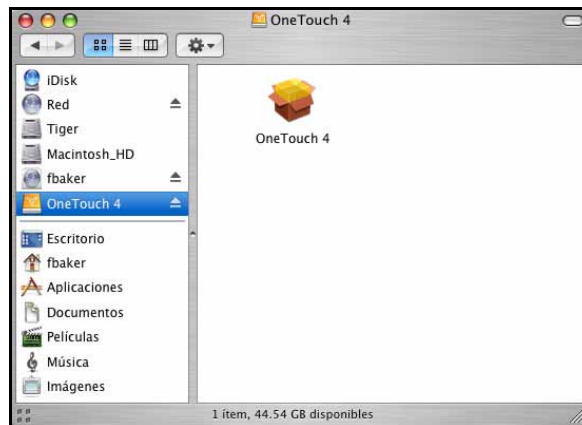 OneTouch 4
iDisk
Red
Tiger
Macintosh_HD
fbaker
OneTouch 4
Escritorio
fbaker
Aplicaciones
Documentos
Películas
Música
Imágenes
OneTouch 4
1 ítem, 44.54 GB disponibles